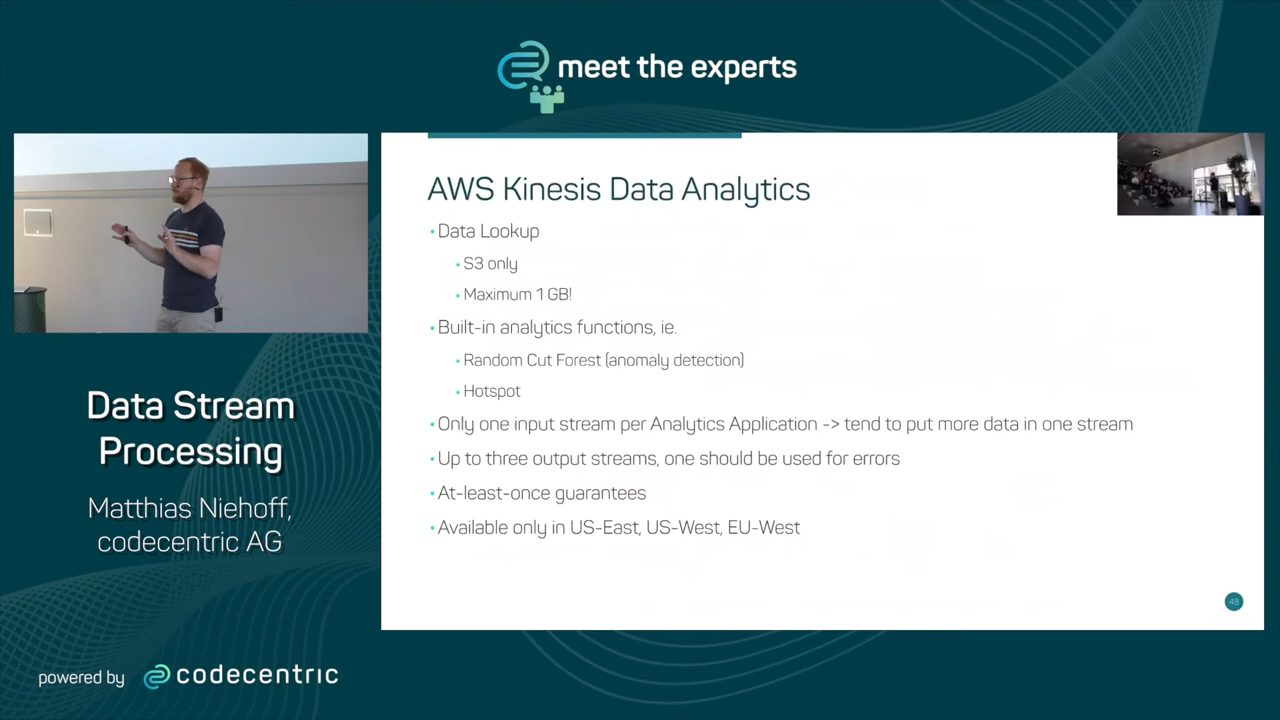 meet the experts
AWS Kinesis Data Analytics
•Data Lookup
•S3 only
•Maximum 1 GB!
•Built-in analytics functions, ie.
•Random Cut Forest (anomaly detection)
•Hotspot
•Only one input stream per Analytics Application -> tend to put more data in one stream
•Up to three output streams, one should be used for errors
•At-least-once guarantees
•Available only in US-East, US-West, EU-West
48
Data Stream
Processing
Matthias Niehoff,
codecentric AG
powered by codecentric